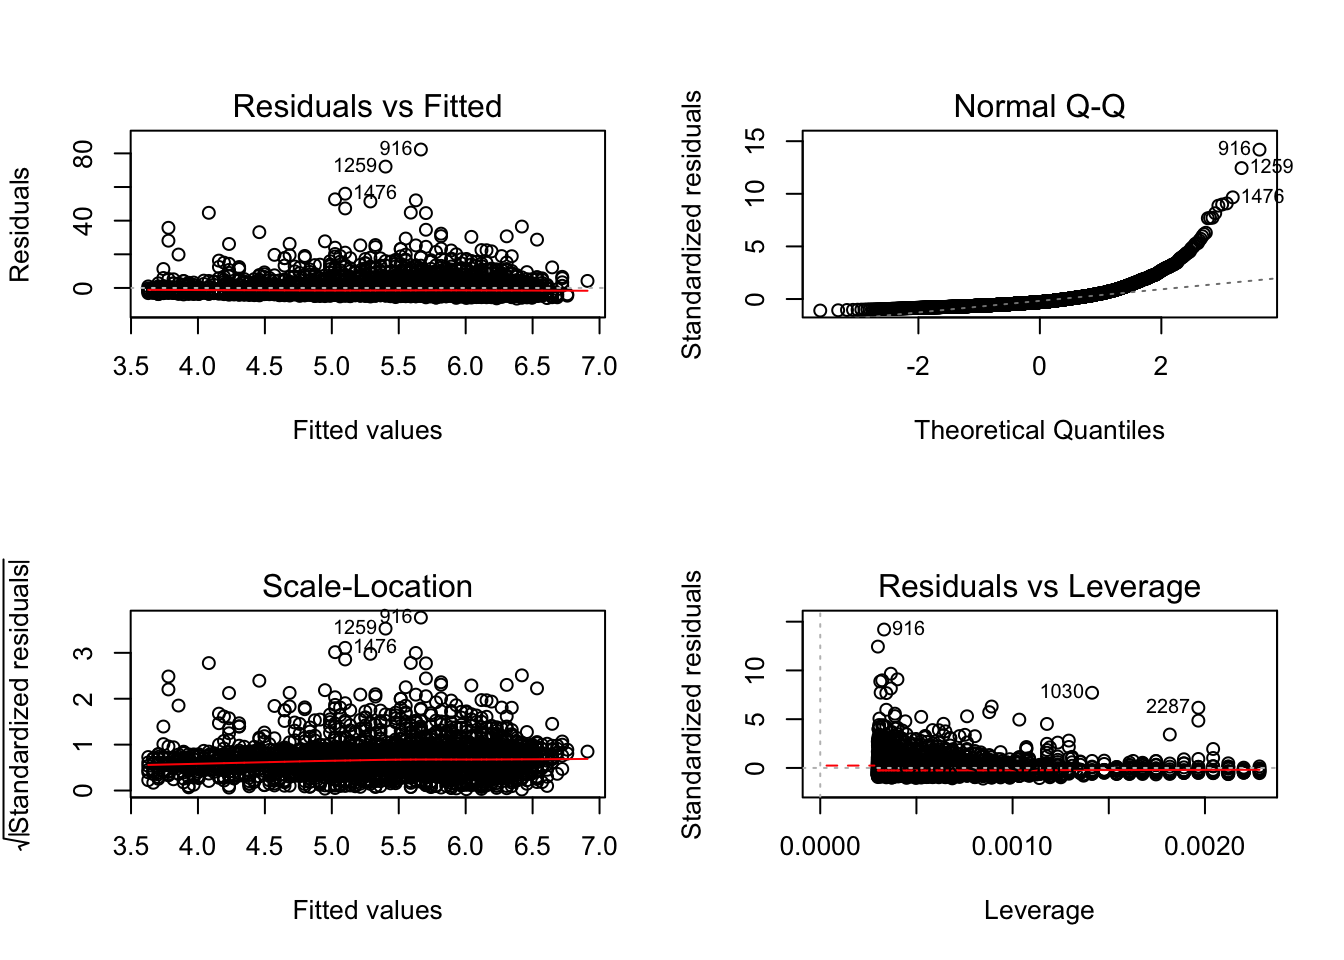 Residuals vs Fitted
Residuals
80
40
0
916
1259
1476
3.5 4.0 4.5 5.0 5.5 6.0 6.5 7.0
Fitted values
Normal Q-Q
Standardized residuals
15
10
5
0
916
1259
1476
-2 0 2
Theoretical Quantiles
Scale-Location
√|Standardized residuals|
3
2
1
0
916
1259
1476
3.5 4.0 4.5 5.0 5.5 6.0 6.5 7.0
Fitted values
Residuals vs Leverage
Standardized residuals
10
5
0
916
1030
2287
0.0000 0.0010 0.0020
Leverage